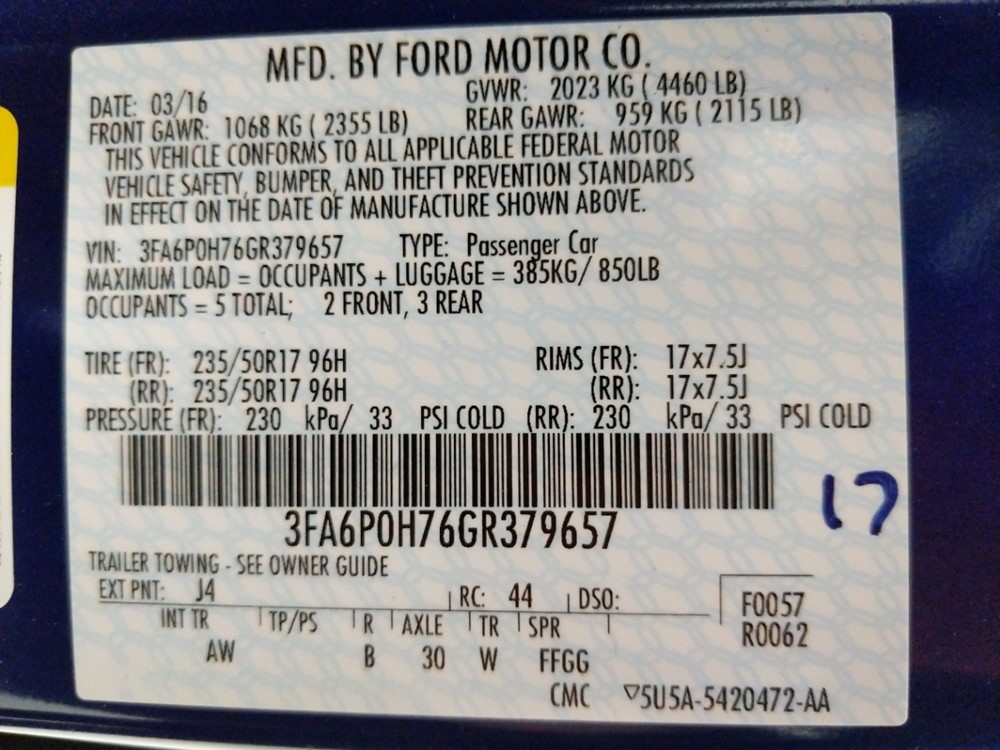 MFD. BY FORD MOTOR CO.
DATE: 03/16 GVWR: 2023 KG ( 4460 LB)
FRONT GAWR: 1068 KG ( 2355 LB) REAR GAWR: 959 KG ( 2115 LB)
THIS VEHICLE CONFORMS TO ALL APPLICABLE FEDERAL MOTOR
VEHICLE SAFETY, BUMPER, AND THEFT PREVENTION STANDARDS
IN EFFECT ON THE DATE OF MANUFACTURE SHOWN ABOVE.
VIN: 3FA6P0H76GR379657 TYPE: Passenger Car
MAXIMUM LOAD = OCCUPANTS + LUGGAGE = 385KG/ 850LB
OCCUPANTS = 5 TOTAL; 2 FRONT, 3 REAR
TIRE (FR): 235/50R17 96H RIMS (FR): 17x7.5J
(RR): 235/50R17 96H (RR): 17x7.5J
PRESSURE (FR): 230 kPa/ 33 PSI COLD (RR): 230 kPa/ 33 PSI COLD
17
3FA6P0H76GR379657
TRAILER TOWING - SEE OWNER GUIDE
EXT PNT: J4 RC: 44 DSO: F0057
INT TR TP/PS R AXLE TR SPR R0062
AW B 30 W FFGG
CMC ▽5U5A-5420472-AA